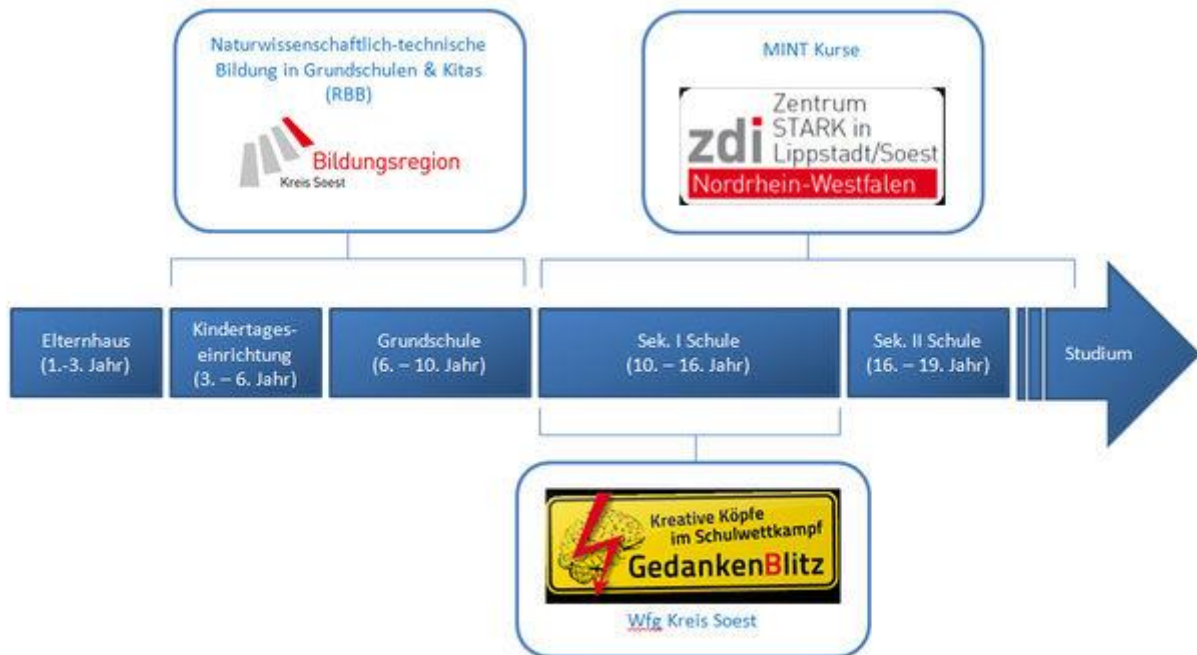 Naturwissenschaftlich-technische
Bildung in Grundschulen & Kitas
(RBB)
Bildungsregion
Kreis Soest
MINT Kurse
zdi
Zentrum
STARK in
Lippstadt/Soest
Nordrhein-Westfalen
Elternhaus
(1.-3. Jahr)
Kindertages-
einrichtung
(3. – 6. Jahr)
Grundschule
(6. – 10. Jahr)
Sek. I Schule
(10. – 16. Jahr)
Sek. II Schule
(16. – 19. Jahr)
Studium
Kreative Köpfe
im Schulwettkampf
GedankenBlitz
Wfg Kreis Soest